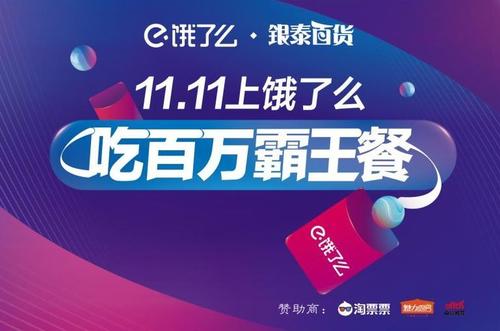 饿了么 · 银泰百货
11.11上饿了么
吃百万霸王餐
饿了么
赞助商： 淘票票